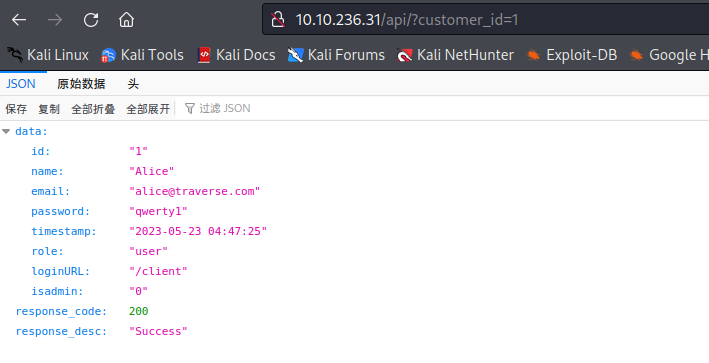 10.10.236.31/api/?customer_id=1
Kali Linux Kali Tools Kali Docs Kali Forums Kali NetHunter Exploit-DB Google H
JSON 原始数据 头
保存 复制 全部折叠 全部展开 过滤 JSON
data:
id: "1"
name: "Alice"
email: "alice@traverse.com"
password: "qwerty1"
timestamp: "2023-05-23 04:47:25"
role: "user"
loginURL: "/client"
isadmin: "0"
response_code: 200
response_desc: "Success"